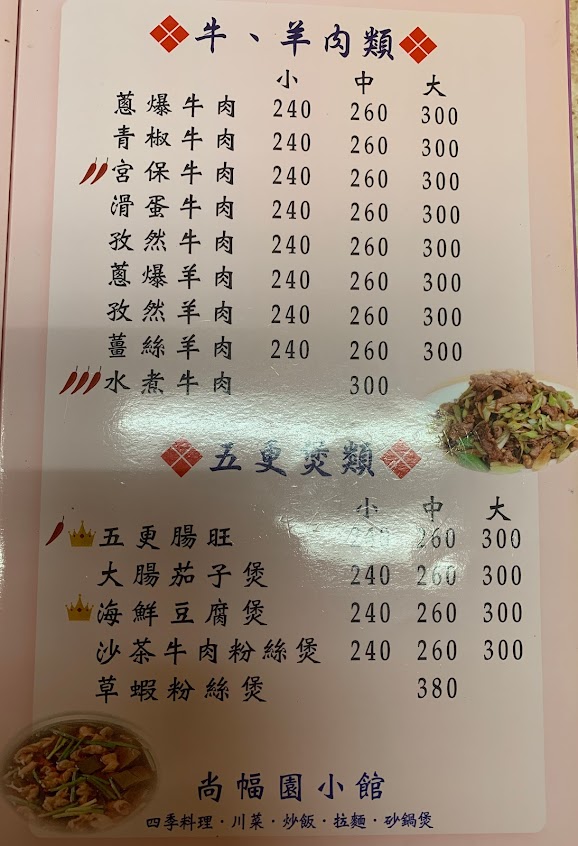 牛、羊肉類
小 中 大
蔥爆牛肉 240 260 300
青椒牛肉 240 260 300
宮保牛肉 240 260 300
滑蛋牛肉 240 260 300
孜然牛肉 240 260 300
蔥爆羊肉 240 260 300
孜然羊肉 240 260 300
薑絲羊肉 240 260 300
水煮牛肉 300
五更煲類
小 中 大
五更腸旺 240 260 300
大腸茄子煲 240 260 300
海鮮豆腐煲 240 260 300
沙茶牛肉粉絲煲 240 260 300
草蝦粉絲煲 380
尚幅園小館
四季料理·川菜·炒飯·拉麵·砂鍋煲